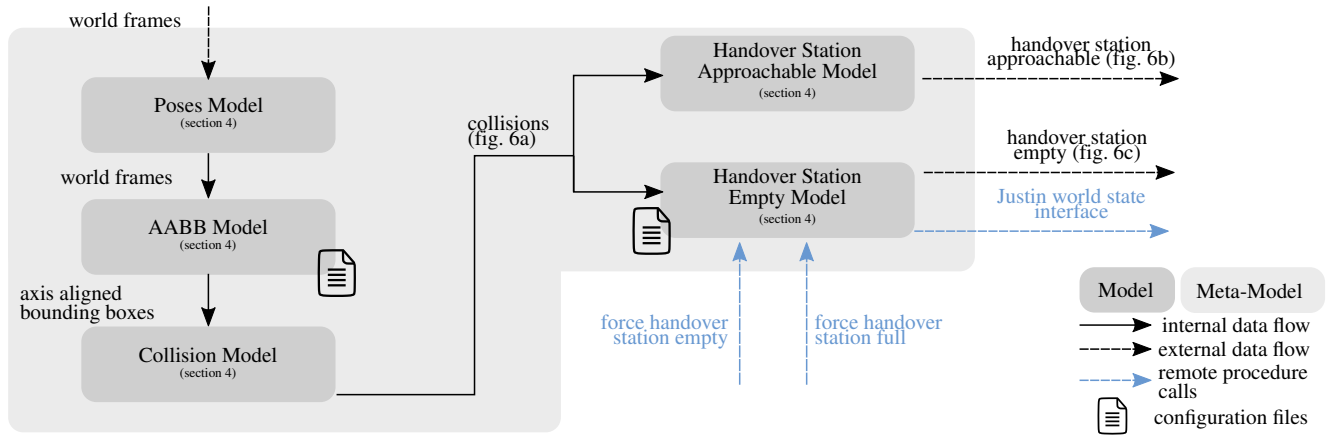 world frames
Poses Model
(section 4)
world frames
AABB Model
(section 4)
axis aligned
bounding boxes
Collision Model
(section 4)
collisions
(fig. 6a)
Handover Station
Approachable Model
(section 4)
Handover Station
Empty Model
(section 4)
handover station
approachable (fig. 6b)
handover station
empty (fig. 6c)
Justin world state
interface
force handover
station empty
force handover
station full
Model
Meta-Model
internal data flow
external data flow
remote procedure
calls
configuration files